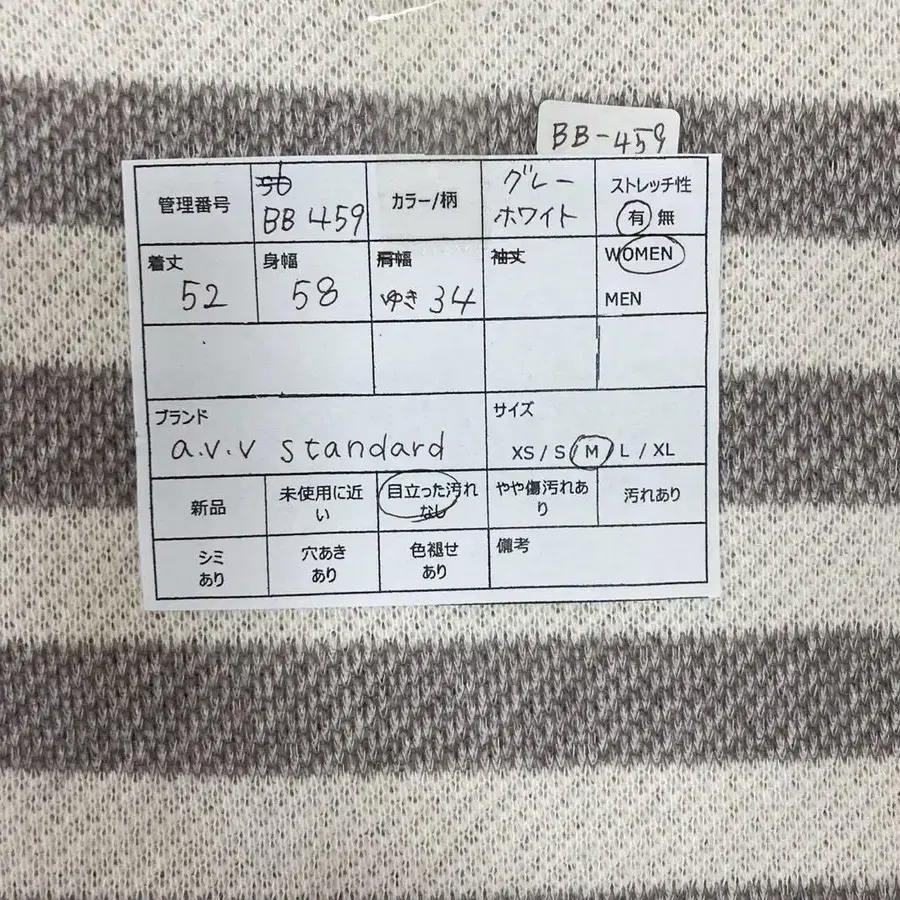 BB-459
管理番号
BB 459
カラー/柄
グレー
ホワイト
ストレッチ性
有 無
着丈
52
身幅
58
肩幅
ゆき 34
袖丈
WOMEN
MEN
ブランド
a.v.v standard
サイズ
XS / S / M / L / XL
新品
未使用に近
い
目立った汚れ
なし
やや傷汚れあ
り
汚れあり
シミ
あり
穴あき
あり
色褪せ
あり
備考